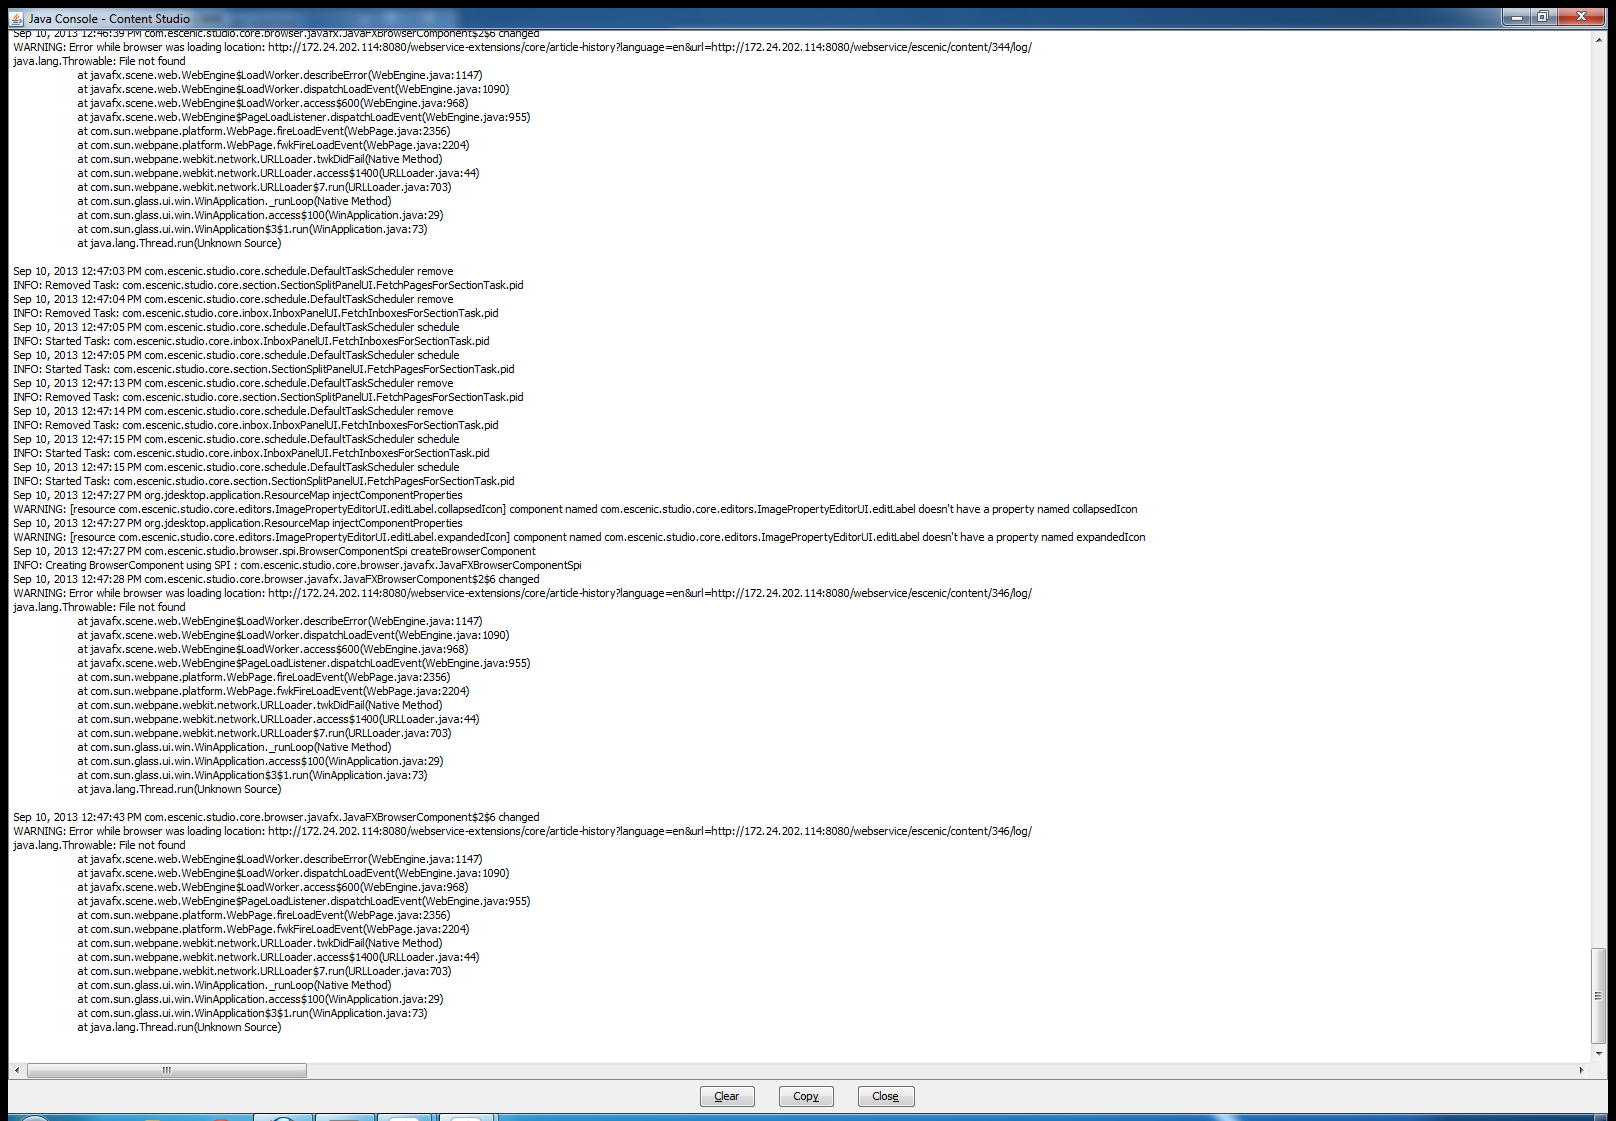 Java Console - Content Studio
Sep 10, 2013 12:46:39 PM com.escenic.studio.core.browser.javafx.JavaFXBrowserComponent$2$6 changed
WARNING: Error while browser was loading location: http://172.24.202.114:8080/webservice-extensions/core/article-history?language=en&url=http://172.24.202.114:8080/webservice/escenic/content/344/log/
java.lang.Throwable: File not found
at javafx.scene.web.WebEngine$LoadWorker.describeError(WebEngine.java:1147)
at javafx.scene.web.WebEngine$LoadWorker.dispatchLoadEvent(WebEngine.java:1090)
at javafx.scene.web.WebEngine$LoadWorker.access$600(WebEngine.java:968)
at javafx.scene.web.WebEngine$PageLoadListener.dispatchLoadEvent(WebEngine.java:955)
at com.sun.webpane.platform.WebPage.fireLoadEvent(WebPage.java:2356)
at com.sun.webpane.platform.WebPage.fwkFireLoadEvent(WebPage.java:2204)
at com.sun.webpane.webkit.network.URLLoader.twkDidFail(Native Method)
at com.sun.webpane.webkit.network.URLLoader.access$1400(URLLoader.java:44)
at com.sun.webpane.webkit.network.URLLoader$7.run(URLLoader.java:703)
at com.sun.glass.ui.win.WinApplication._runLoop(Native Method)
at com.sun.glass.ui.win.WinApplication.access$100(WinApplication.java:29)
at com.sun.glass.ui.win.WinApplication$3$1.run(WinApplication.java:73)
at java.lang.Thread.run(Unknown Source)
Sep 10, 2013 12:47:03 PM com.escenic.studio.core.schedule.DefaultTaskScheduler remove
INFO: Removed Task: com.escenic.studio.core.section.SectionSplitPanelUI.FetchPagesForSectionTask.pid
Sep 10, 2013 12:47:04 PM com.escenic.studio.core.schedule.DefaultTaskScheduler remove
INFO: Removed Task: com.escenic.studio.core.inbox.InboxPanelUI.FetchInboxesForSectionTask.pid
Sep 10, 2013 12:47:05 PM com.escenic.studio.core.schedule.DefaultTaskScheduler schedule
INFO: Started Task: com.escenic.studio.core.inbox.InboxPanelUI.FetchInboxesForSectionTask.pid
Sep 10, 2013 12:47:05 PM com.escenic.studio.core.schedule.DefaultTaskScheduler schedule
INFO: Started Task: com.escenic.studio.core.section.SectionSplitPanelUI.FetchPagesForSectionTask.pid
Sep 10, 2013 12:47:13 PM com.escenic.studio.core.schedule.DefaultTaskScheduler remove
INFO: Removed Task: com.escenic.studio.core.section.SectionSplitPanelUI.FetchPagesForSectionTask.pid
Sep 10, 2013 12:47:14 PM com.escenic.studio.core.schedule.DefaultTaskScheduler remove
INFO: Removed Task: com.escenic.studio.core.inbox.InboxPanelUI.FetchInboxesForSectionTask.pid
Sep 10, 2013 12:47:15 PM com.escenic.studio.core.schedule.DefaultTaskScheduler schedule
INFO: Started Task: com.escenic.studio.core.inbox.InboxPanelUI.FetchInboxesForSectionTask.pid
Sep 10, 2013 12:47:15 PM com.escenic.studio.core.schedule.DefaultTaskScheduler schedule
INFO: Started Task: com.escenic.studio.core.section.SectionSplitPanelUI.FetchPagesForSectionTask.pid
Sep 10, 2013 12:47:27 PM org.jdesktop.application.ResourceMap injectComponentProperties
WARNING: [resource com.escenic.studio.core.editors.ImagePropertyEditorUI.editLabel.collapsedIcon] component named com.escenic.studio.core.editors.ImagePropertyEditorUI.editLabel doesn't have a property named collapsedIcon
Sep 10, 2013 12:47:27 PM org.jdesktop.application.ResourceMap injectComponentProperties
WARNING: [resource com.escenic.studio.core.editors.ImagePropertyEditorUI.editLabel.expandedIcon] component named com.escenic.studio.core.editors.ImagePropertyEditorUI.editLabel doesn't have a property named expandedIcon
Sep 10, 2013 12:47:27 PM com.escenic.studio.browser.spi.BrowserComponentSpi createBrowserComponent
INFO: Creating BrowserComponent using SPI : com.escenic.studio.core.browser.javafx.JavaFXBrowserComponentSpi
Sep 10, 2013 12:47:28 PM com.escenic.studio.core.browser.javafx.JavaFXBrowserComponent$2$6 changed
WARNING: Error while browser was loading location: http://172.24.202.114:8080/webservice-extensions/core/article-history?language=en&url=http://172.24.202.114:8080/webservice/escenic/content/346/log/
java.lang.Throwable: File not found
at javafx.scene.web.WebEngine$LoadWorker.describeError(WebEngine.java:1147)
at javafx.scene.web.WebEngine$LoadWorker.dispatchLoadEvent(WebEngine.java:1090)
at javafx.scene.web.WebEngine$LoadWorker.access$600(WebEngine.java:968)
at javafx.scene.web.WebEngine$PageLoadListener.dispatchLoadEvent(WebEngine.java:955)
at com.sun.webpane.platform.WebPage.fireLoadEvent(WebPage.java:2356)
at com.sun.webpane.platform.WebPage.fwkFireLoadEvent(WebPage.java:2204)
at com.sun.webpane.webkit.network.URLLoader.twkDidFail(Native Method)
at com.sun.webpane.webkit.network.URLLoader.access$1400(URLLoader.java:44)
at com.sun.webpane.webkit.network.URLLoader$7.run(URLLoader.java:703)
at com.sun.glass.ui.win.WinApplication._runLoop(Native Method)
at com.sun.glass.ui.win.WinApplication.access$100(WinApplication.java:29)
at com.sun.glass.ui.win.WinApplication$3$1.run(WinApplication.java:73)
at java.lang.Thread.run(Unknown Source)
Sep 10, 2013 12:47:43 PM com.escenic.studio.core.browser.javafx.JavaFXBrowserComponent$2$6 changed
WARNING: Error while browser was loading location: http://172.24.202.114:8080/webservice-extensions/core/article-history?language=en&url=http://172.24.202.114:8080/webservice/escenic/content/346/log/
java.lang.Throwable: File not found
at javafx.scene.web.WebEngine$LoadWorker.describeError(WebEngine.java:1147)
at javafx.scene.web.WebEngine$LoadWorker.dispatchLoadEvent(WebEngine.java:1090)
at javafx.scene.web.WebEngine$LoadWorker.access$600(WebEngine.java:968)
at javafx.scene.web.WebEngine$PageLoadListener.dispatchLoadEvent(WebEngine.java:955)
at com.sun.webpane.platform.WebPage.fireLoadEvent(WebPage.java:2356)
at com.sun.webpane.platform.WebPage.fwkFireLoadEvent(WebPage.java:2204)
at com.sun.webpane.webkit.network.URLLoader.twkDidFail(Native Method)
at com.sun.webpane.webkit.network.URLLoader.access$1400(URLLoader.java:44)
at com.sun.webpane.webkit.network.URLLoader$7.run(URLLoader.java:703)
at com.sun.glass.ui.win.WinApplication._runLoop(Native Method)
at com.sun.glass.ui.win.WinApplication.access$100(WinApplication.java:29)
at com.sun.glass.ui.win.WinApplication$3$1.run(WinApplication.java:73)
at java.lang.Thread.run(Unknown Source)
Clear Copy Close